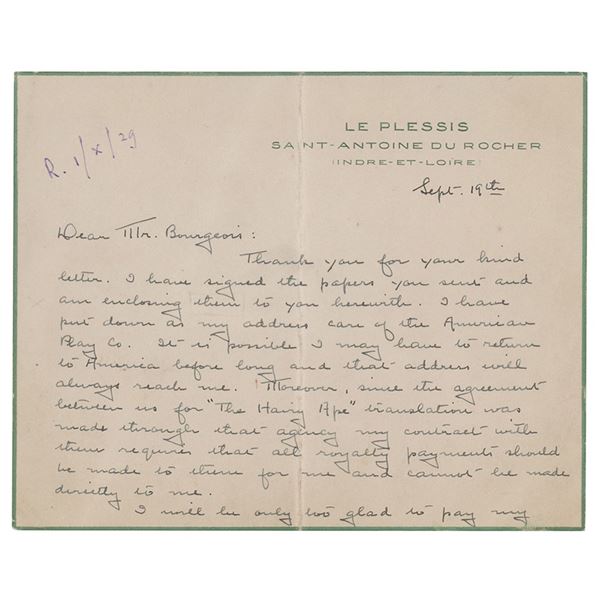 LE PLESSIS
SAINT-ANTOINE DU ROCHER
(INDRE-ET-LOIRE)
R. 1/X/29
Sept. 19th
Dear Mr. Bourgeois:
Thank you for your kind
letter. I have signed the papers you sent and
am enclosing them to you herewith. I have
put down as my address care of the American
Play Co. It is possible I may have to return
to America before long and that address will
always reach me. Moreover, since the agreement
between us for "The Hairy Ape" translation was
made through that agency my contract with
them requires that all royalty payments should
be made to them for me and cannot be made
directly to me.
I will be only too glad to pay my